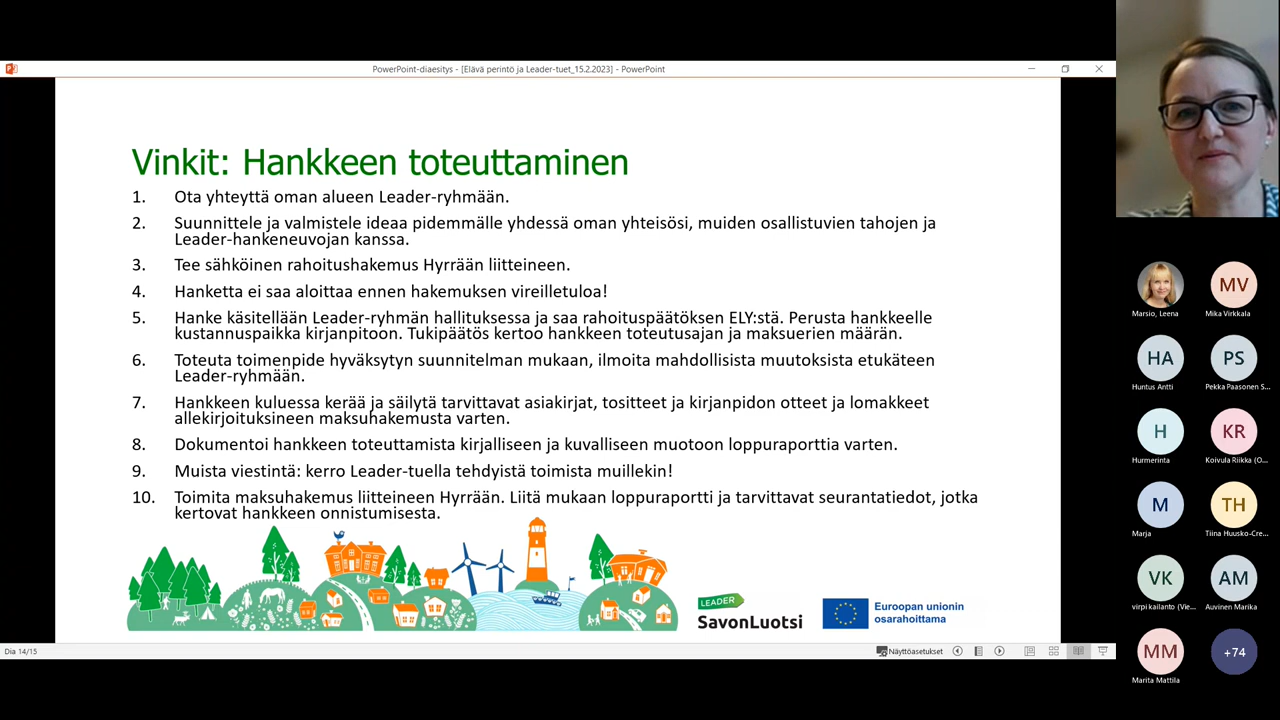 PowerPoint-diaesitys - [Elävä perintö ja Leader-tuet_15.2.2023] - PowerPoint
Vinkit: Hankkeen toteuttaminen
1. Ota yhteyttä oman alueen Leader-ryhmään.
2. Suunnittele ja valmistele ideaa pidemmälle yhdessä oman yhteisösi, muiden osallistuvien tahojen ja
Leader-hankeneuvojan kanssa.
3. Tee sähköinen rahoitushakemus Hyrrään liitteineen.
4. Hanketta ei saa aloittaa ennen hakemuksen vireilletuloa!
5. Hanke käsitellään Leader-ryhmän hallituksessa ja saa rahoituspäätöksen ELY:stä. Perusta hankkeelle
kustannuspaikka kirjanpitoon. Tukipäätös kertoo hankkeen toteutusajan ja maksuerien määrän.
6. Toteuta toimenpide hyväksytyn suunnitelman mukaan, ilmoita mahdollisista muutoksista etukäteen
Leader-ryhmään.
7. Hankkeen kuluessa kerää ja säilytä tarvittavat asiakirjat, tositteet ja kirjanpidon otteet ja lomakkeet
allekirjoituksineen maksuhakemusta varten.
8. Dokumentoi hankkeen toteuttamista kirjalliseen ja kuvalliseen muotoon loppuraporttia varten.
9. Muista viestintä: kerro Leader-tuella tehdyistä toimista muillekin!
10. Toimita maksuhakemus liitteineen Hyrrään. Liitä mukaan loppuraportti ja tarvittavat seurantatiedot, jotka
kertovat hankkeen onnistumisesta.
LEADER
SavonLuotsi
Euroopan unionin
osarahoittama
Dia 14/15
Näyttöasetukset
Marsio, Leena
MV
Mika Virkkala
HA
Huntus Antti
PS
Pekka Paasonen S...
H
Hurmerinta
KR
Koivula Riikka (O...
M
Marja
TH
Tiina Huusko-Cre...
VK
virpi kailanto (Vie...
AM
Auvinen Marika
MM
Marita Mattila
+74